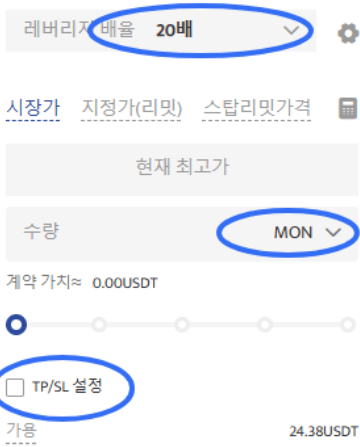 레버리지 배율 20배
시장가 지정가(리밋) 스탑리밋가격
현재 최고가
수량 MON
계약 가치≈ 0.00USDT
TP/SL 설정
가용 24.38USDT